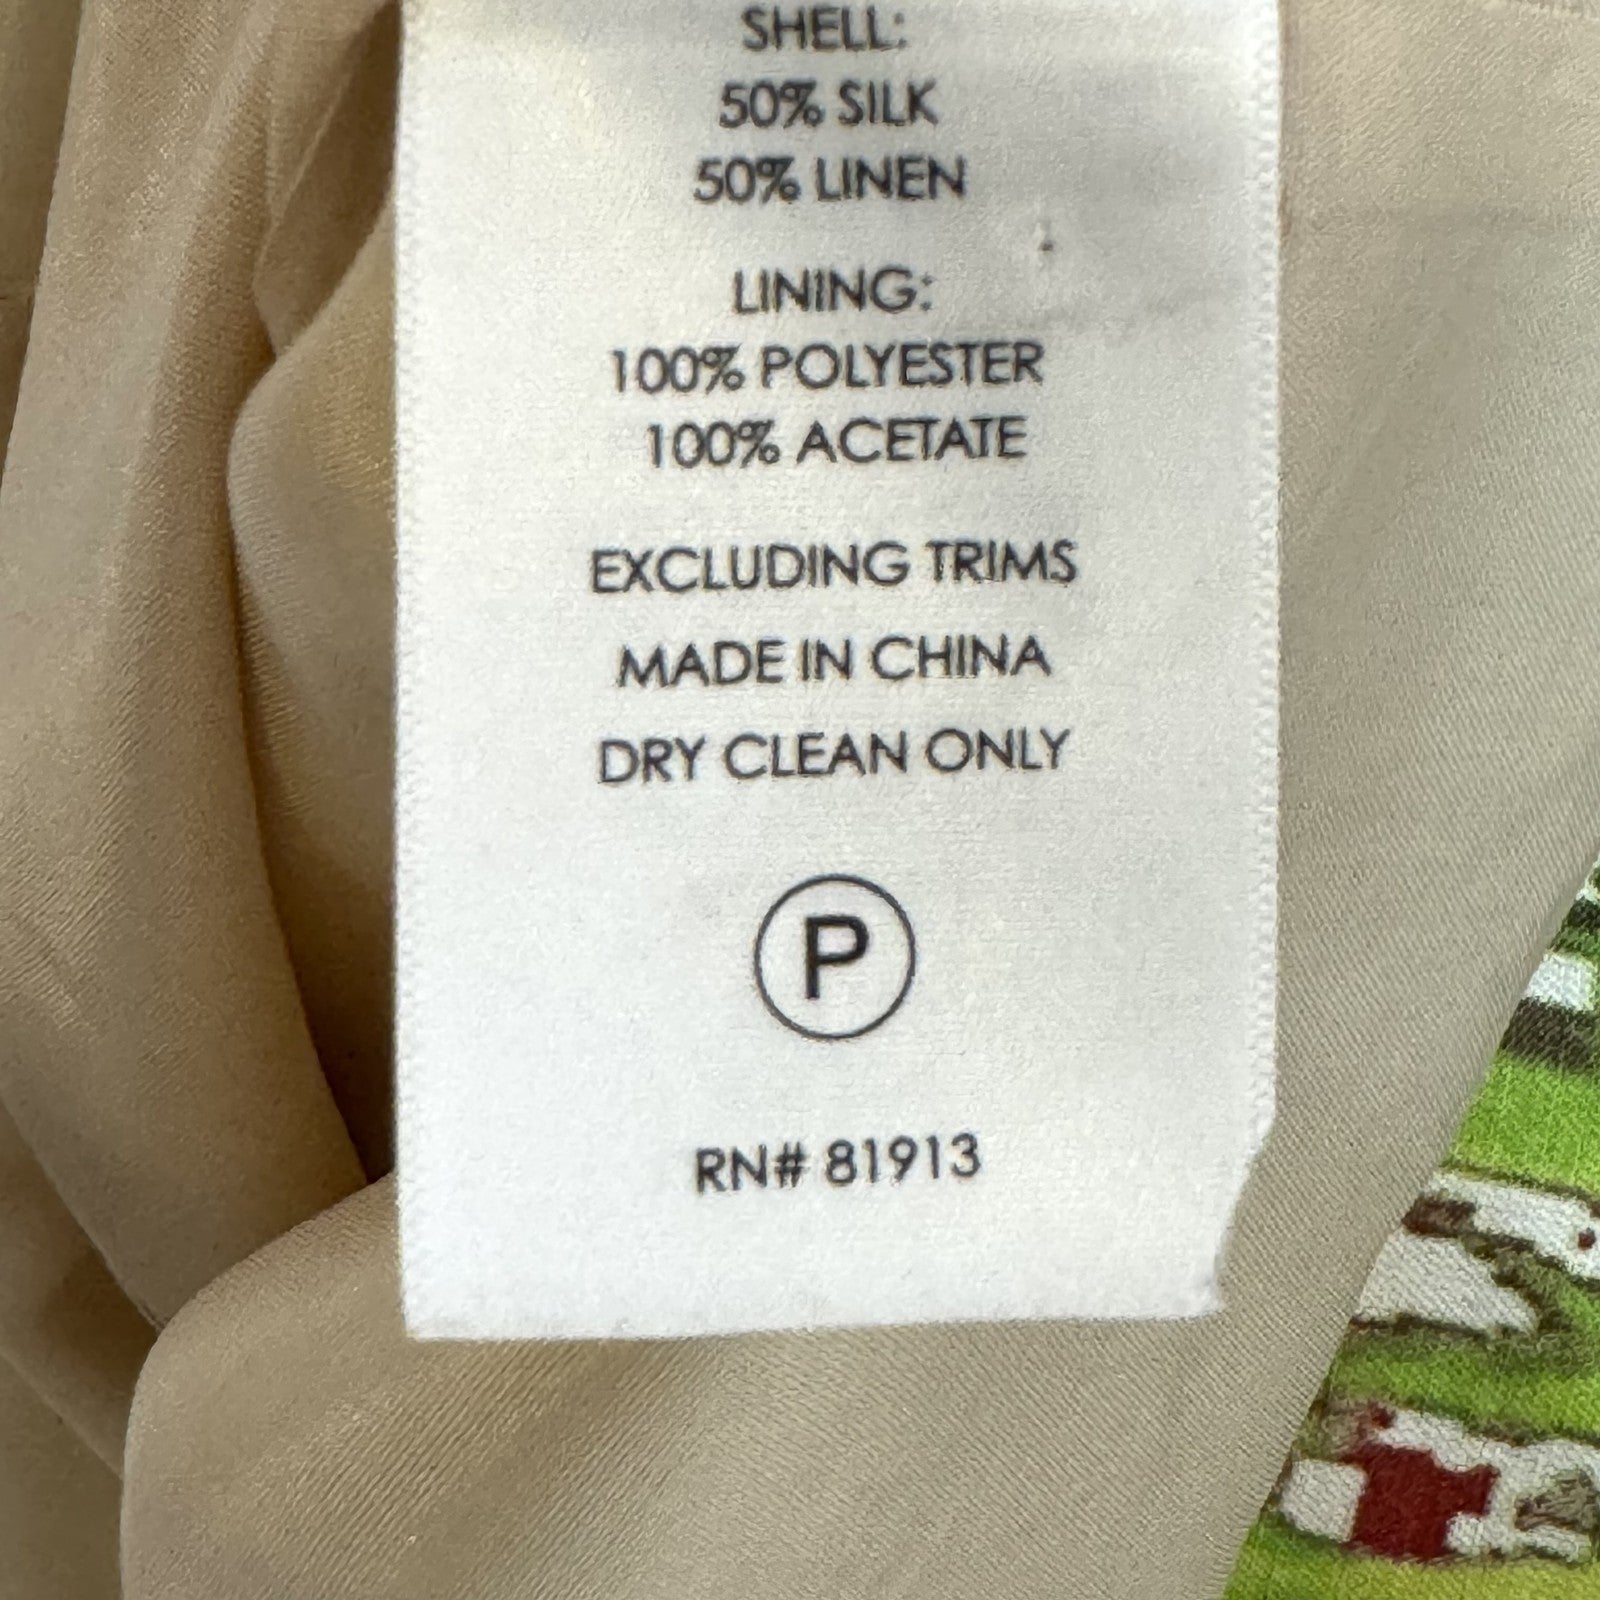 SHELL:
50% SILK
50% LINEN
LINING:
100% POLYESTER
100% ACETATE
EXCLUDING TRIMS
MADE IN CHINA
DRY CLEAN ONLY
P
RN# 81913